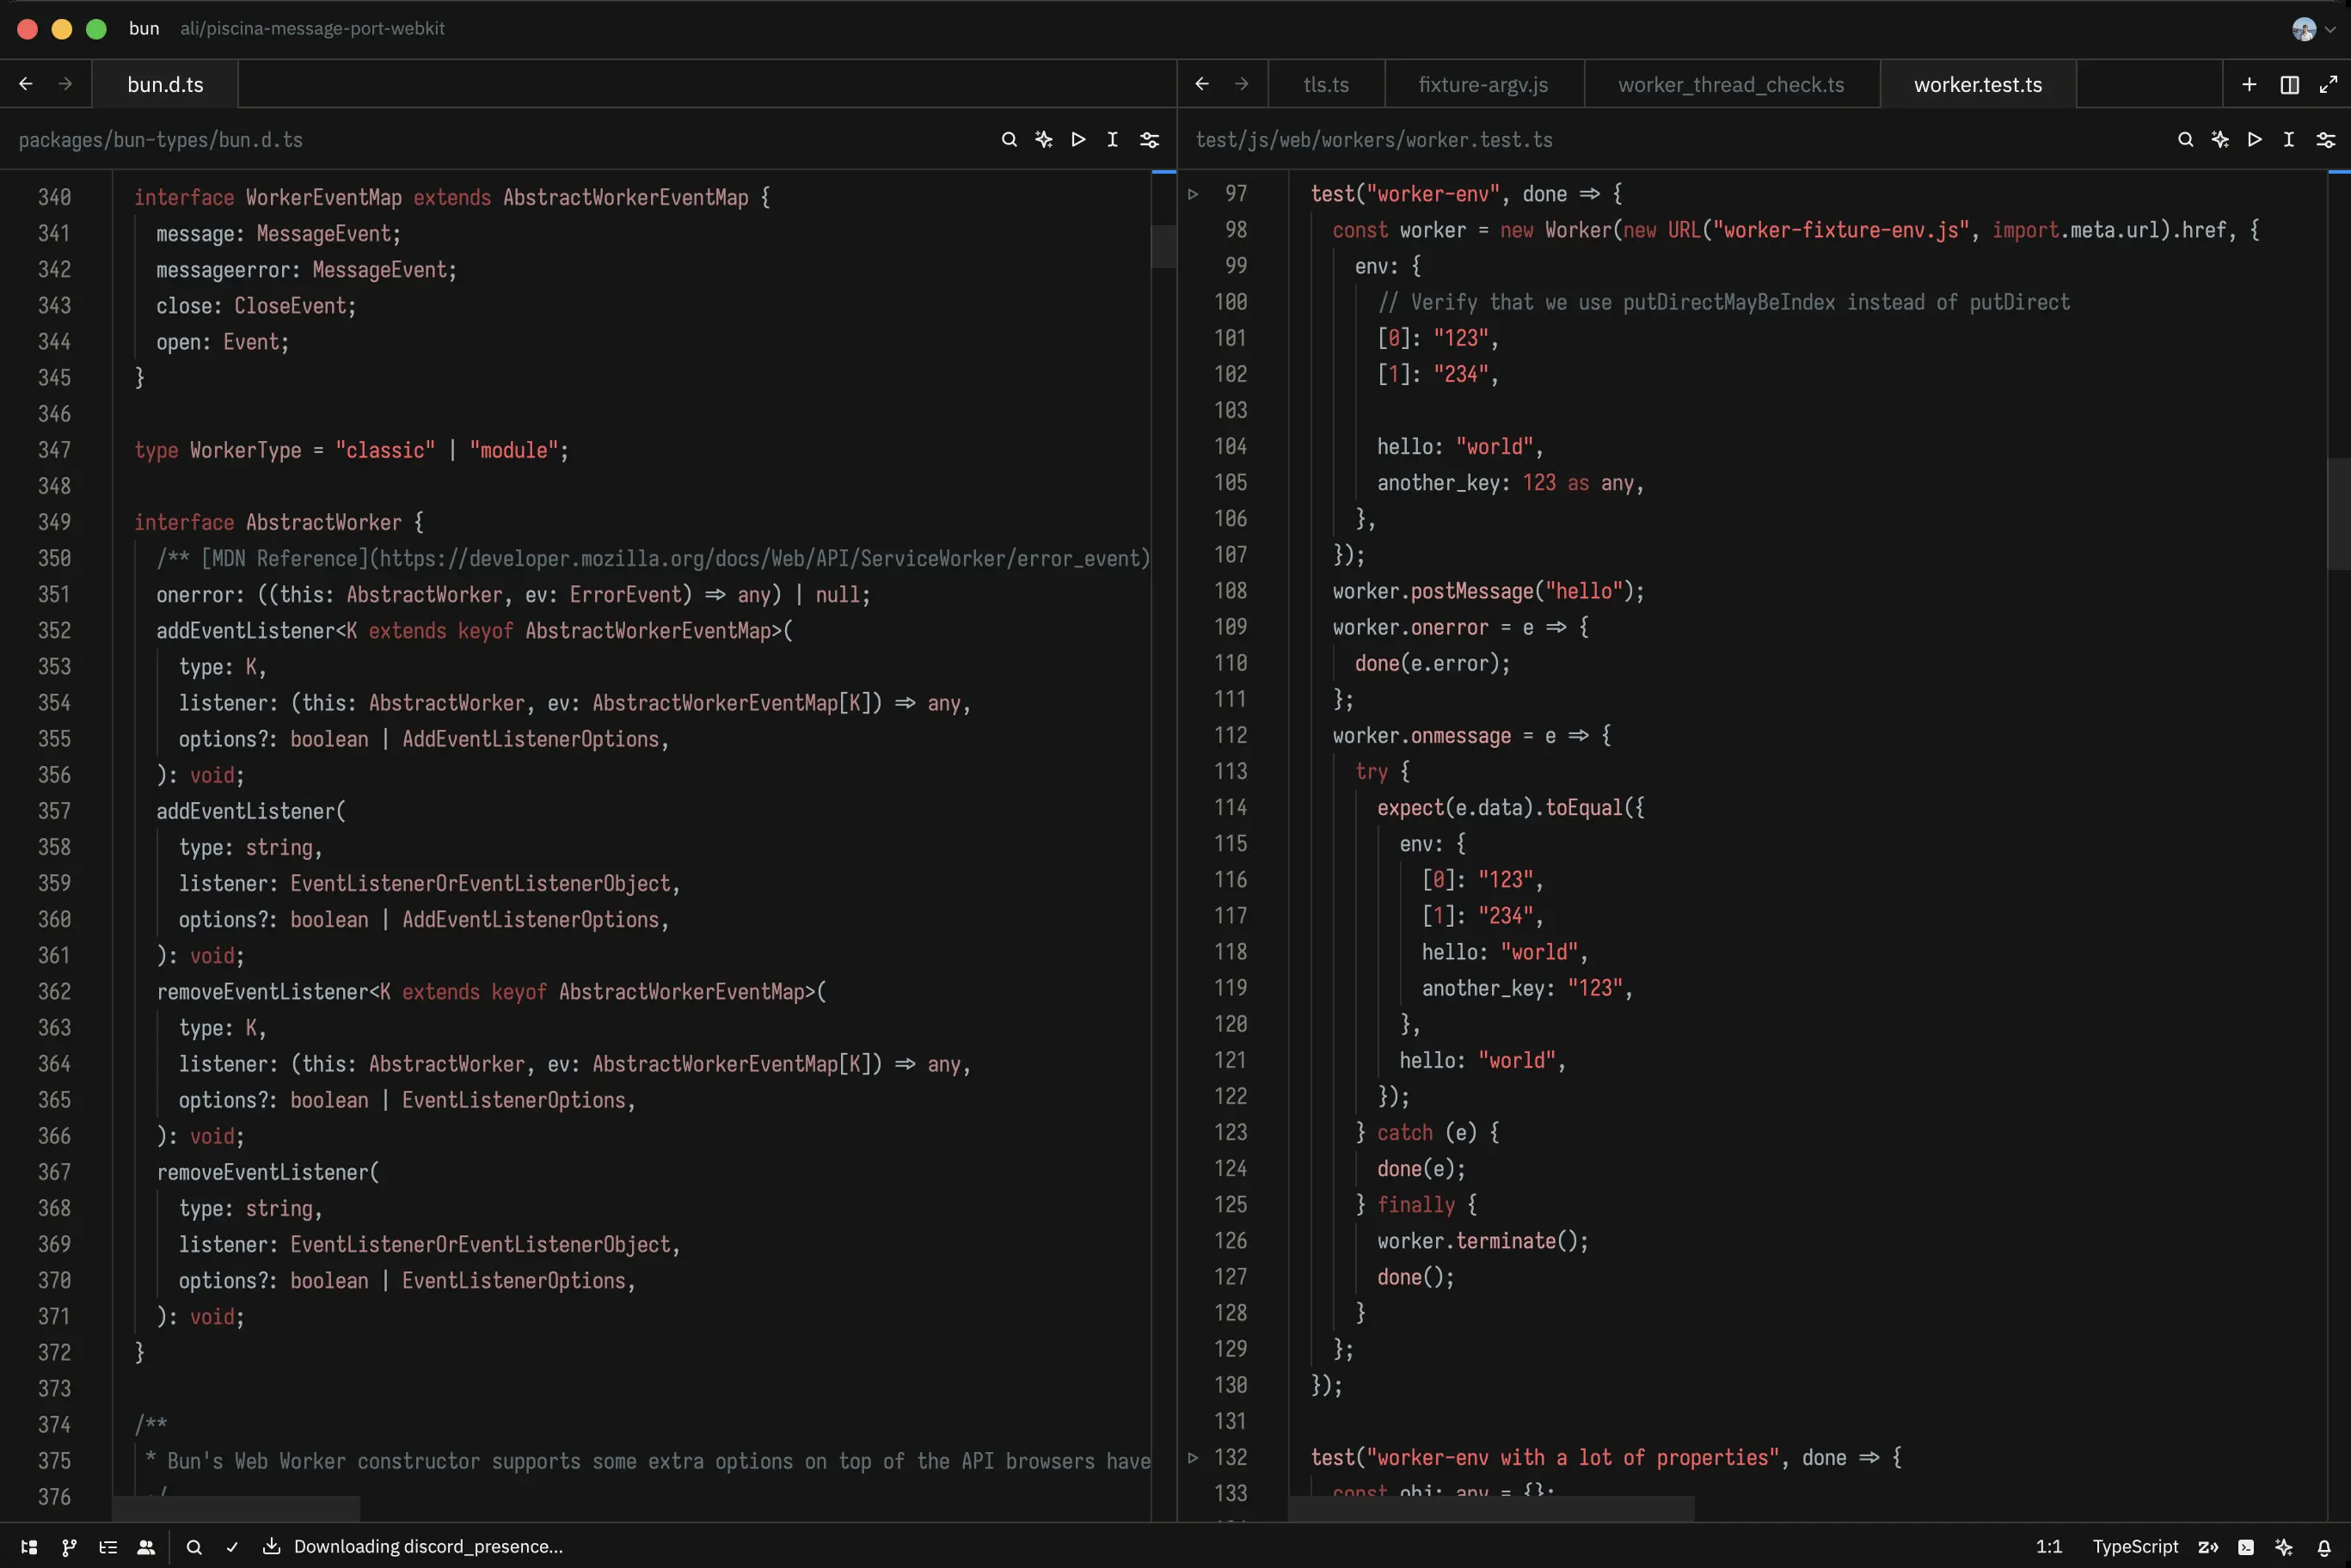 bun ali/piscina-message-port-webkit
bun.d.ts
packages/bun-types/bun.d.ts
340 interface WorkerEventMap extends AbstractWorkerEventMap {
341 message: MessageEvent;
342 messageerror: MessageEvent;
343 close: CloseEvent;
344 open: Event;
345 }
346
347 type WorkerType = "classic" | "module";
348
349 interface AbstractWorker {
350 /** [MDN Reference](https://developer.mozilla.org/docs/Web/API/ServiceWorker/error_event)
351 onerror: ((this: AbstractWorker, ev: ErrorEvent) => any) | null;
352 addEventListener<K extends keyof AbstractWorkerEventMap>(
353 type: K,
354 listener: (this: AbstractWorker, ev: AbstractWorkerEventMap[K]) => any,
355 options?: boolean | AddEventListenerOptions,
356 ): void;
357 addEventListener(
358 type: string,
359 listener: EventListenerOrEventListenerObject,
360 options?: boolean | AddEventListenerOptions,
361 ): void;
362 removeEventListener<K extends keyof AbstractWorkerEventMap>(
363 type: K,
364 listener: (this: AbstractWorker, ev: AbstractWorkerEventMap[K]) => any,
365 options?: boolean | EventListenerOptions,
366 ): void;
367 removeEventListener(
368 type: string,
369 listener: EventListenerOrEventListenerObject,
370 options?: boolean | EventListenerOptions,
371 ): void;
372 }
373
374 /**
375 * Bun's Web Worker constructor supports some extra options on top of the API browsers have
376
tls.ts fixture-argv.js worker_thread_check.ts worker.test.ts
test/js/web/workers/worker.test.ts
97 test("worker-env", done => {
98 const worker = new Worker(new URL("worker-fixture-env.js", import.meta.url).href, {
99 env: {
100 // Verify that we use putDirectMayBeIndex instead of putDirect
101 [0]: "123",
102 [1]: "234",
103
104 hello: "world",
105 another_key: 123 as any,
106 },
107 });
108 worker.postMessage("hello");
109 worker.onerror = e => {
110 done(e.error);
111 };
112 worker.onmessage = e => {
113 try {
114 expect(e.data).toEqual({
115 env: {
116 [0]: "123",
117 [1]: "234",
118 hello: "world",
119 another_key: "123",
120 },
121 hello: "world",
122 });
123 } catch (e) {
124 done(e);
125 } finally {
126 worker.terminate();
127 done();
128 }
129 };
130 });
131
132 test("worker-env with a lot of properties", done => {
133 const obj: any = {};
Downloading discord_presence... 1:1 TypeScript